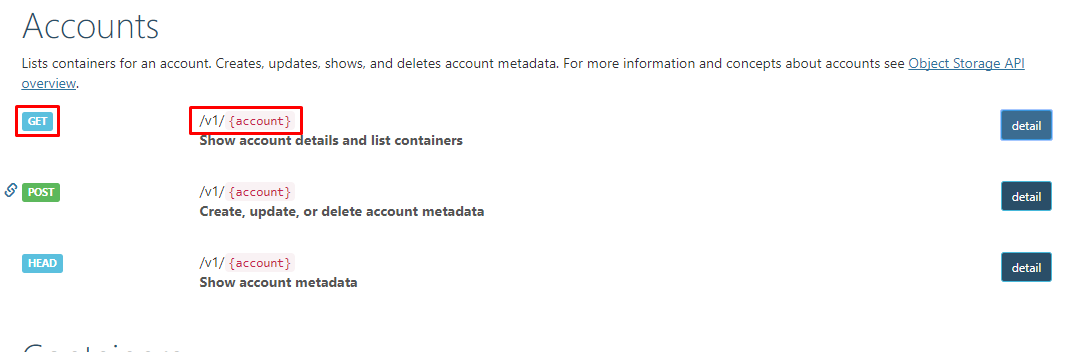 Accounts
Lists containers for an account. Creates, updates, shows, and deletes account metadata. For more information and concepts about accounts see Object Storage API
overview.
GET /v1/ {account} detail
Show account details and list containers
POST /v1/ {account} detail
Create, update, or delete account metadata
HEAD /v1/ {account} detail
Show account metadata